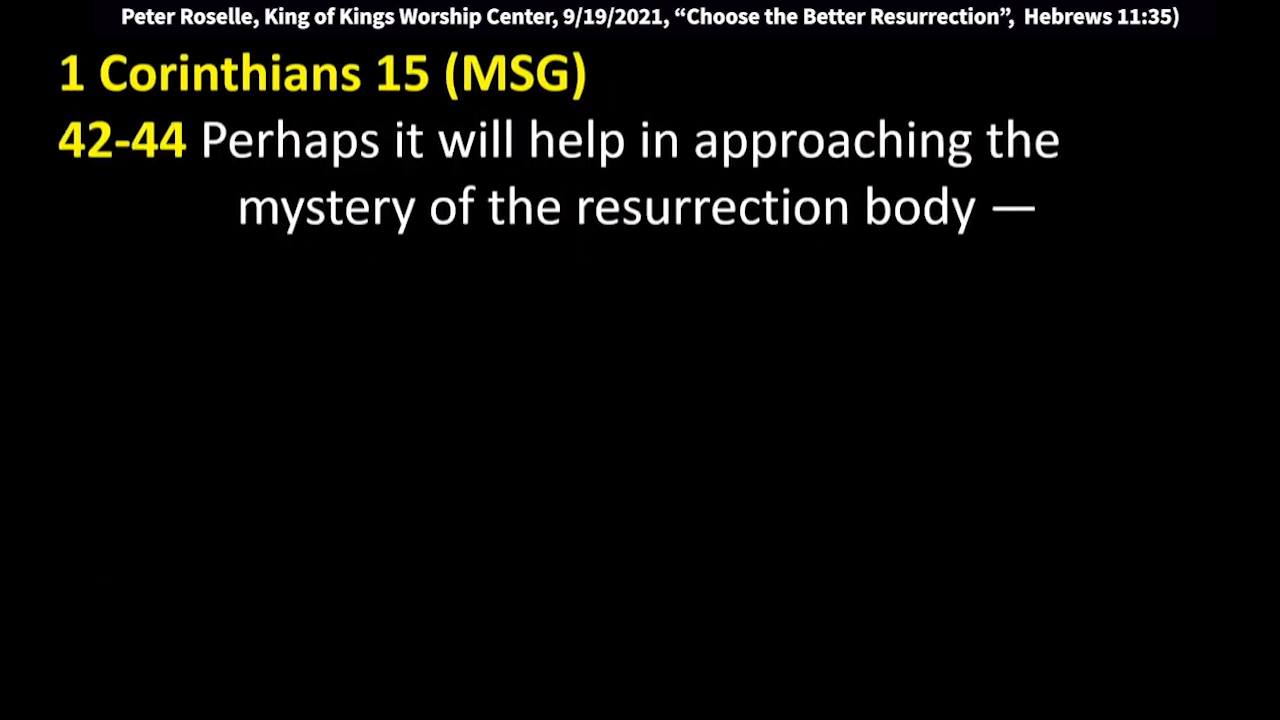 Peter Roselle, King of Kings Worship Center, 9/19/2021, “Choose the Better Resurrection”, Hebrews 11:35)
1 Corinthians 15 (MSG)
42-44 Perhaps it will help in approaching the
mystery of the resurrection body —